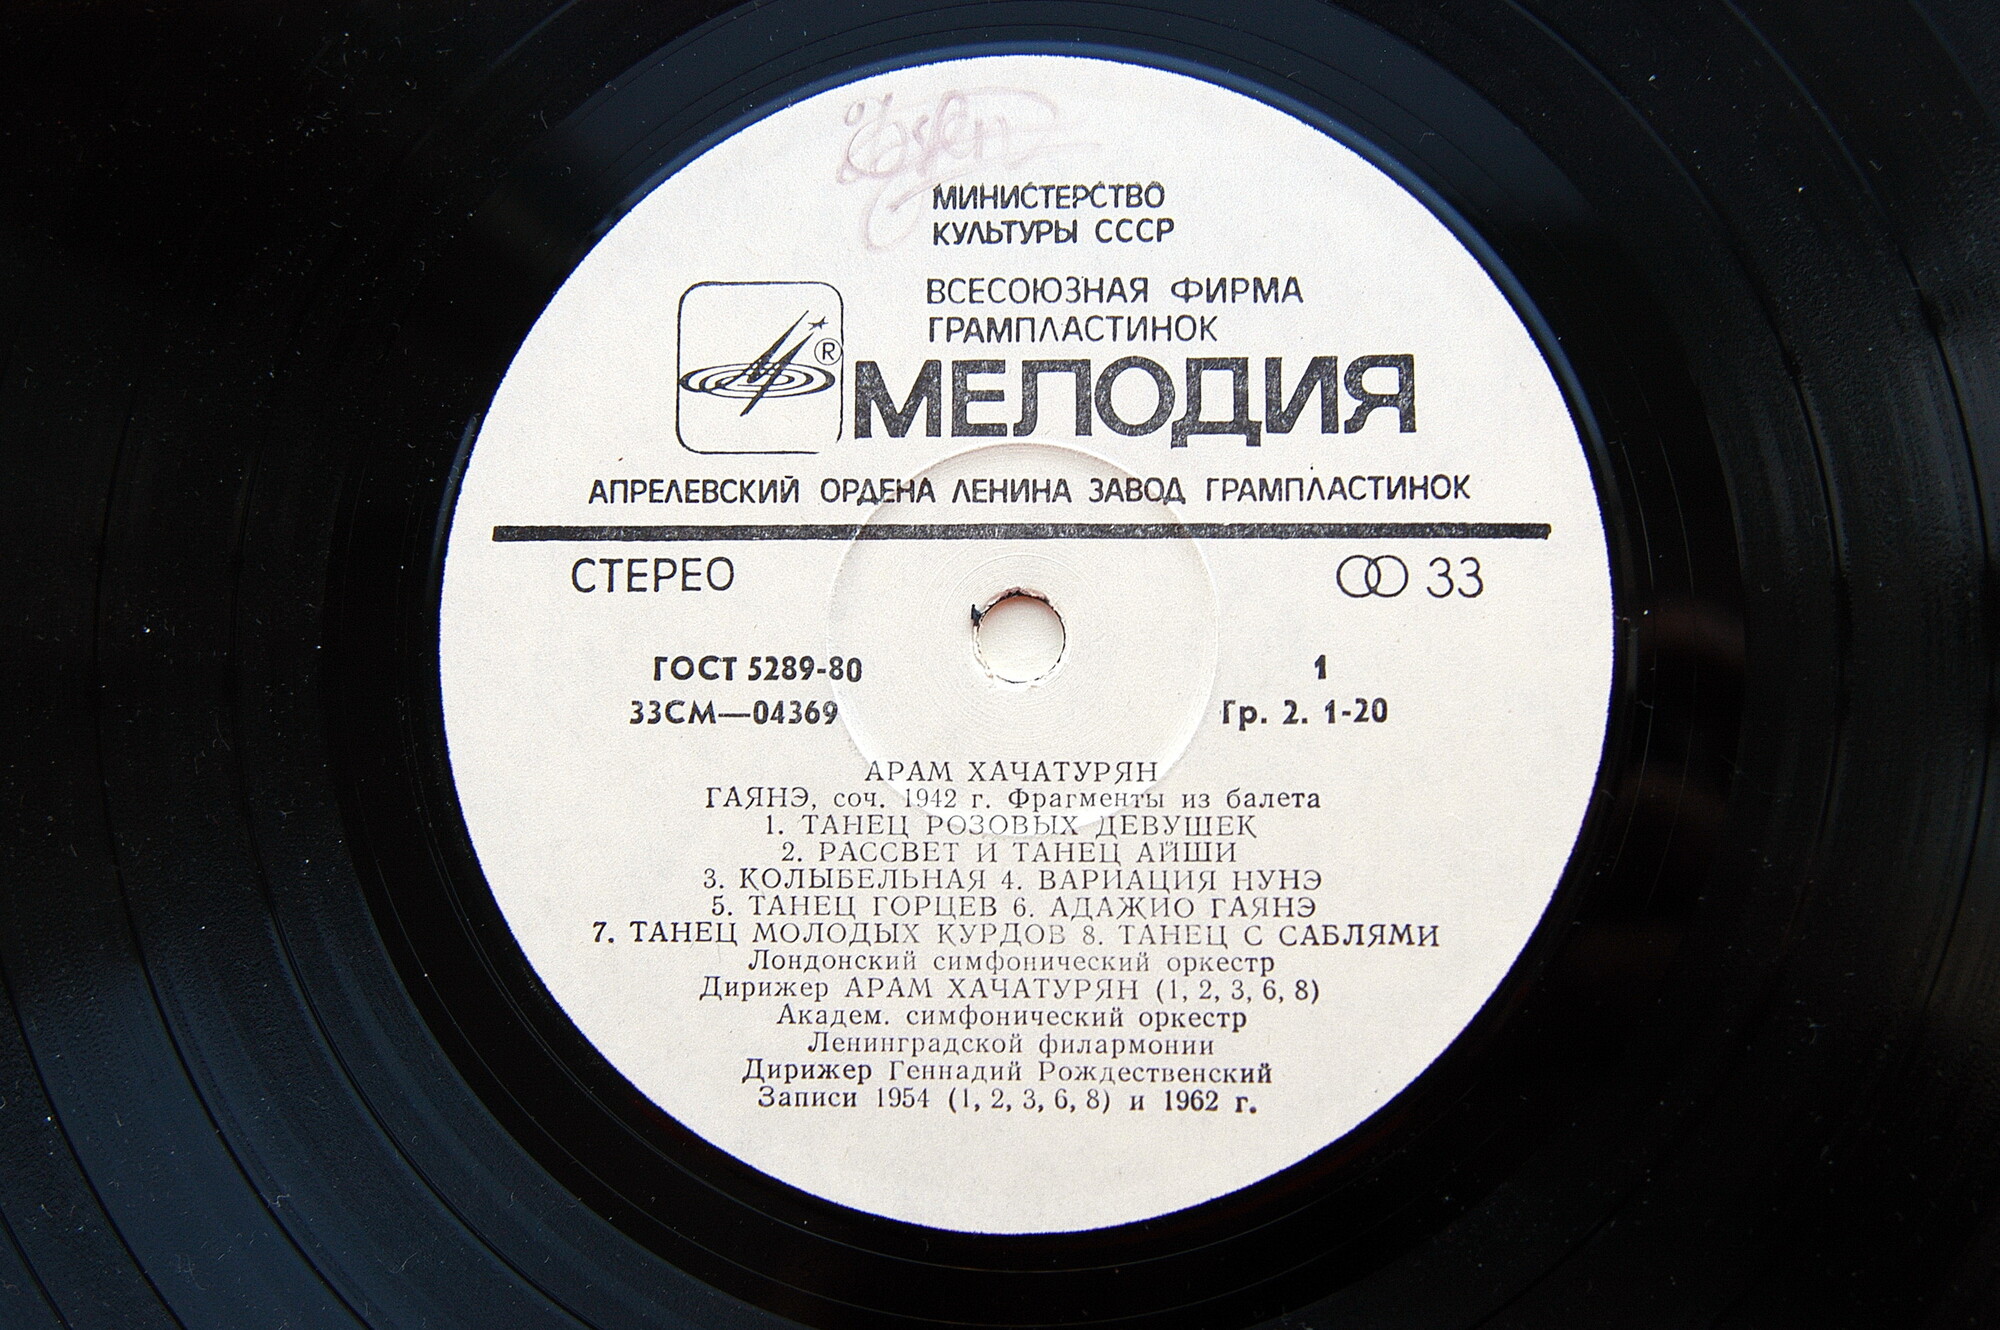 МИНИСТЕРСТВО
КУЛЬТУРЫ СССР
ВСЕСОЮЗНАЯ ФИРМА
ГРАМПЛАСТИНОК
®
МЕЛОДИЯ
АПРЕЛЕВСКИЙ ОРДЕНА ЛЕНИНА ЗАВОД ГРАМПЛАСТИНОК
СТЕРЕО 33
ГОСТ 5289-80 1
33СМ—04369 Гр. 2. 1-20
АРАМ ХАЧАТУРЯН
ГАЯНЭ, соч. 1942 г. Фрагменты из балета
1. ТАНЕЦ РОЗОВЫХ ДЕВУШЕК
2. РАССВЕТ И ТАНЕЦ АЙШИ
3. КОЛЫБЕЛЬНАЯ 4. ВАРИАЦИЯ НУНЭ
5. ТАНЕЦ ГОРЦЕВ 6. АДАЖИО ГАЯНЭ
7. ТАНЕЦ МОЛОДЫХ КУРДОВ 8. ТАНЕЦ С САБЛЯМИ
Лондонский симфонический оркестр
Дирижер АРАМ ХАЧАТУРЯН (1, 2, 3, 6, 8)
Академ. симфонический оркестр
Ленинградской филармонии
Дирижер Геннадий Рождественский
Записи 1954 (1, 2, 3, 6, 8) и 1962 г.